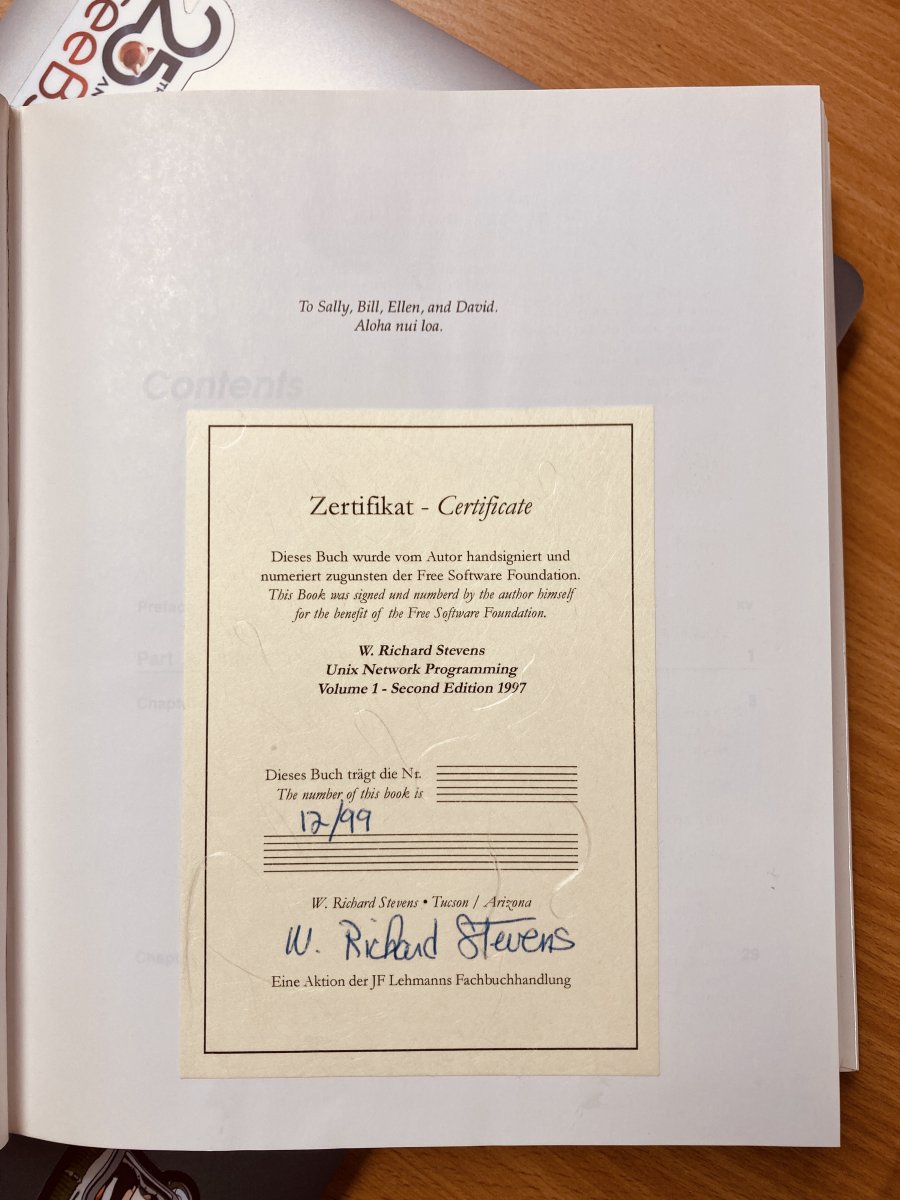 25
To Sally, Bill, Ellen, and David.
Aloha nui loa.
Contents
Zertifikat - Certificate
Dieses Buch wurde vom Autor handsigniert und
numeriert zugunsten der Free Software Foundation.
This Book was signed und numberd by the author himself
for the benefit of the Free Software Foundation.
W. Richard Stevens
Unix Network Programming
Volume 1 - Second Edition 1997
Dieses Buch trägt die Nr.
The number of this book is
12/99
W. Richard Stevens • Tucson / Arizona
W. Richard Stevens
Eine Aktion der JF Lehmanns Fachbuchhandlung